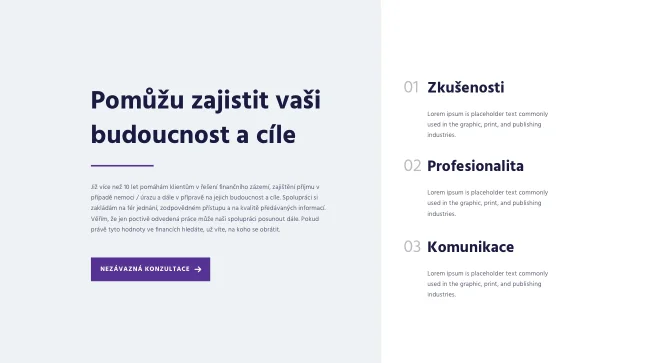 Pomůžu zajistit vaši
budoucnost a cíle
Již více než 10 let pomáhám klientům v řešení finančního zázemí, zajištění příjmu v
případě nemoci / úrazu a dále v přípravě na jejich budoucnost a cíle. Spolupráci si
zakládám na fér jednání, zodpovědném přístupu a na kvalitě předávaných informací.
Věřím, že jen poctivě odvedená práce může naši spolupráci posunout dále. Pokud
právě tyto hodnoty ve financích hledáte, už víte, na koho se obrátit.
NEZÁVAZNÁ KONZULTACE
01 Zkušenosti
Lorem ipsum is placeholder text commonly
used in the graphic, print, and publishing
industries.
02 Profesionalita
Lorem ipsum is placeholder text commonly
used in the graphic, print, and publishing
industries.
03 Komunikace
Lorem ipsum is placeholder text commonly
used in the graphic, print, and publishing
industries.